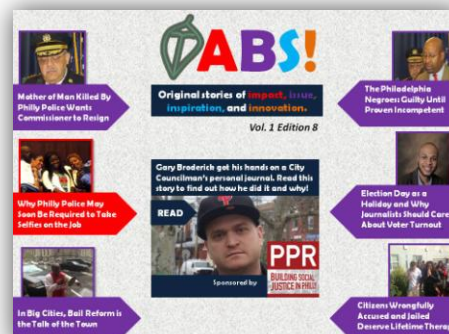 TABS!
Original stories of impact, issue,
inspiration, and innovation.
Vol. 1 Edition 8
Mother of Man Killed By
Philly Police Wants
Commissioner to Resign
Why Philly Police May
Soon Be Required to Take
Selfies on the Job
In Big Cities, Bail Reform is
the Talk of the Town
Gary Broderick got his hands on a City
Councilman's personal journal. Read this
story to find out how he did it and why!
READ
Sponsored by
PPR
BUILDING SOCIAL
JUSTICE IN PHILLY
The Philadelphia
Negroes: Guilty Until
Proven Incompetent
Election Day as a
Holiday and Why
Journalists Should Care
About Voter Turnout
Citizens Wrongfully
Accused and Jailed
Deserve Lifetime Therapy